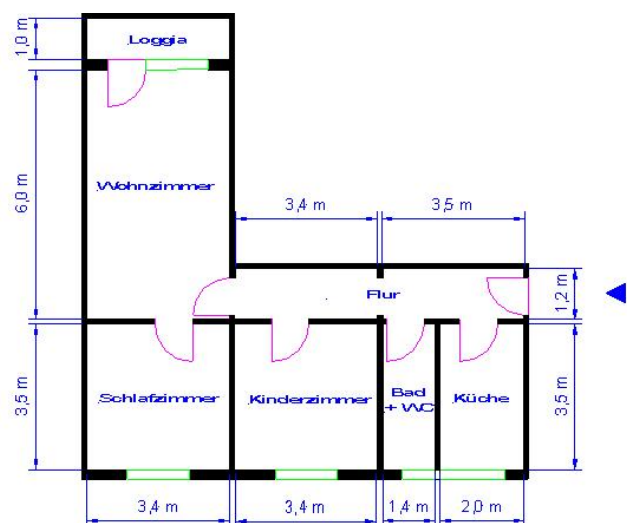 1,0 m
Loggia
6,0 m
Wohnzimmer
3,4 m
3,5 m
Flur
1,2 m
3,5 m
Schlafzimmer
Kinderzimmer
Bad
+ WC
Küche
3,5 m
3,4 m
3,4 m
1,4 m
2,0 m